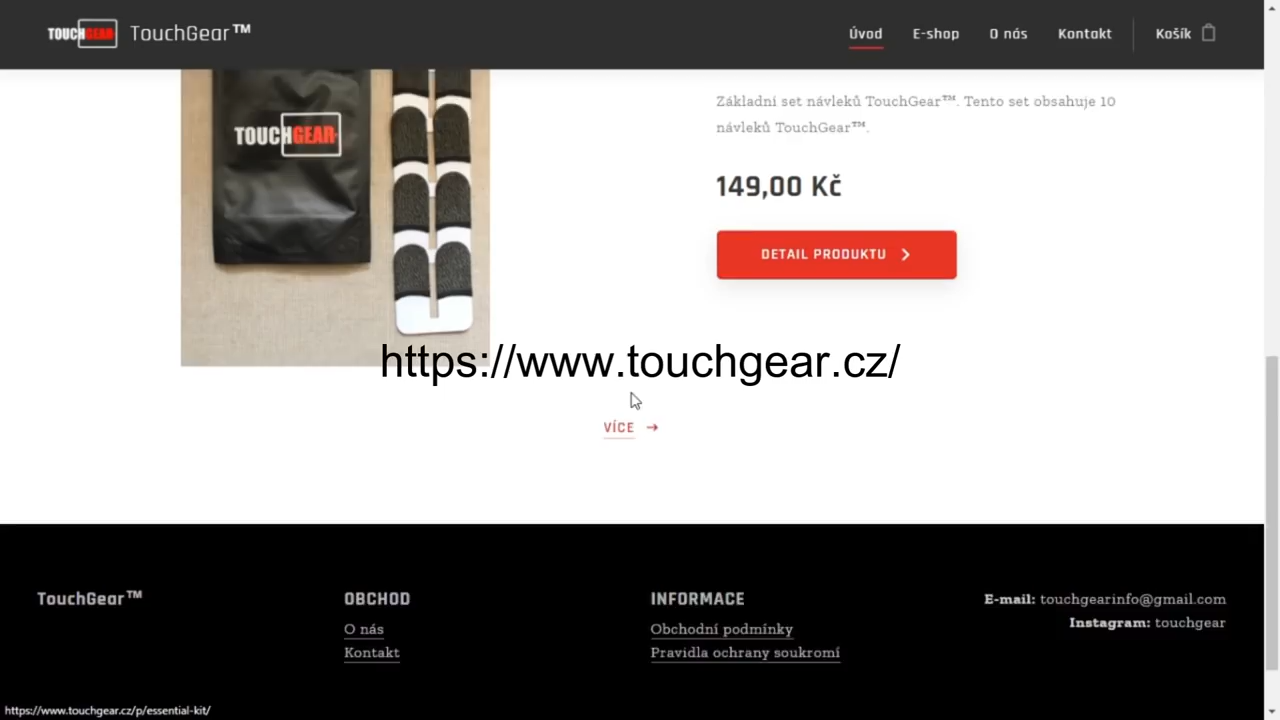 TOUCHGEAR TouchGear™ Úvod E-shop O nás Kontakt Košík
Základní set návleků TouchGear™. Tento set obsahuje 10
návleků TouchGear™.
TOUCHGEAR
149,00 Kč
DETAIL PRODUKTU
https://www.touchgear.cz/
VÍCE →
TouchGear™ OBCHOD INFORMACE E-mail: touchgearinfo@gmail.com
O nás Obchodní podmínky Instagram: touchgear
Kontakt Pravidla ochrany soukromí
https://www.touchgear.cz/p/essential-kit/